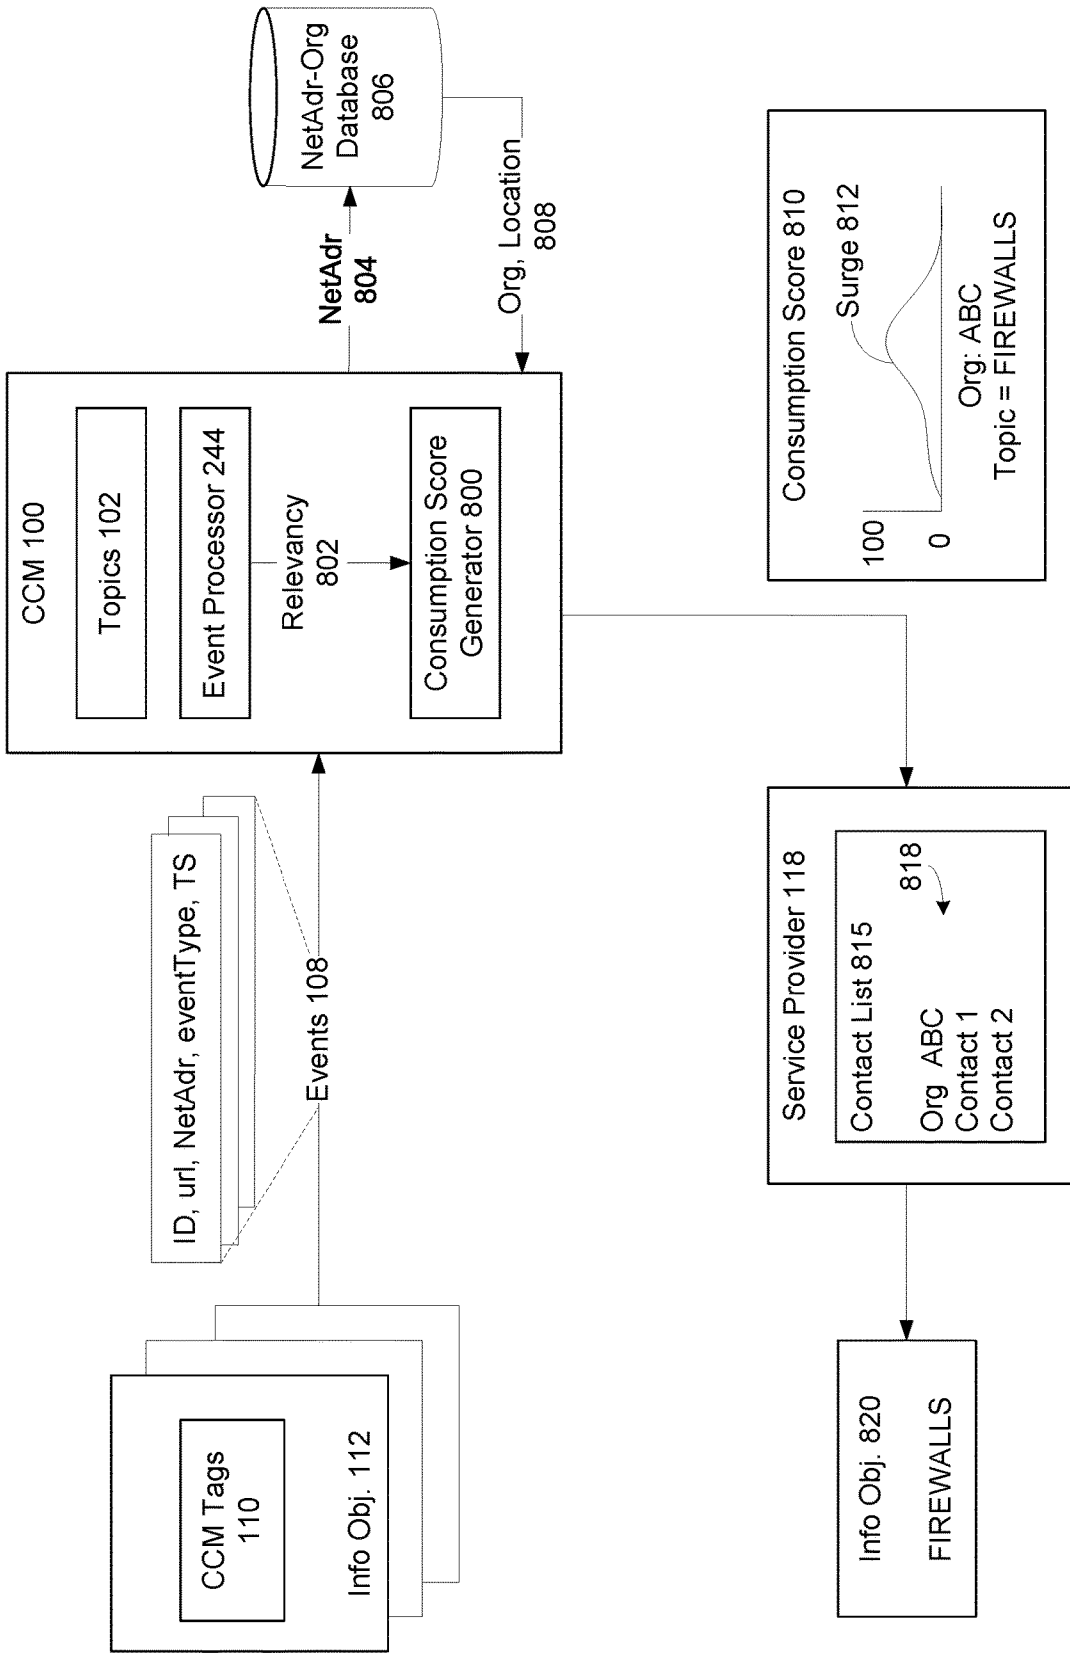 CCM Tags
110
Info Obj. 112
ID, url, NetAdr, eventType, TS
Events 108
CCM 100
Topics 102
Event Processor 244
Relevancy
802
Consumption Score
Generator 800
NetAdr
804
NetAdr-Org
Database
806
Org, Location
808
Info Obj. 820
FIREWALLS
Service Provider 118
Contact List 815
818
Org ABC
Contact 1
Contact 2
Consumption Score 810
Surge 812
100
0
Org: ABC
Topic = FIREWALLS